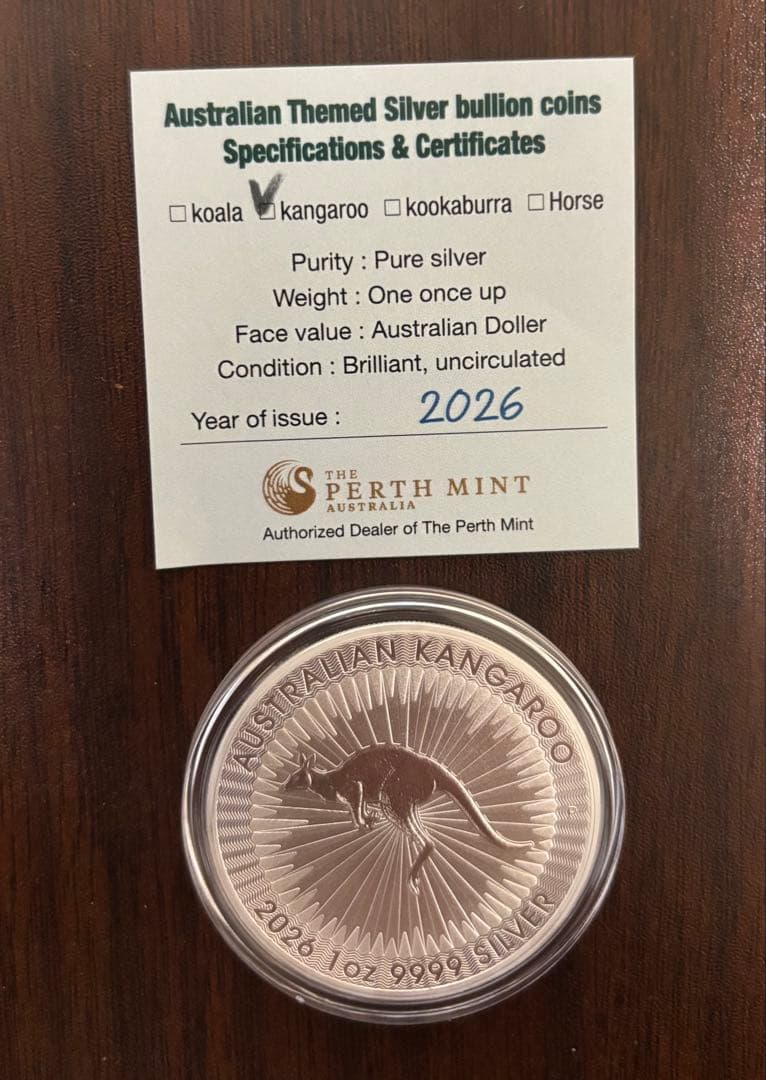 Australian Themed Silver bullion coins
Specifications & Certificates
koala kangaroo kookaburra Horse
Purity : Pure silver
Weight : One once up
Face value : Australian Doller
Condition : Brilliant, uncirculated
Year of issue : 2026
THE
PERTH MINT
AUSTRALIA
Authorized Dealer of The Perth Mint
AUSTRALIAN KANGAROO
P
2026 1oz 9999 SILVER